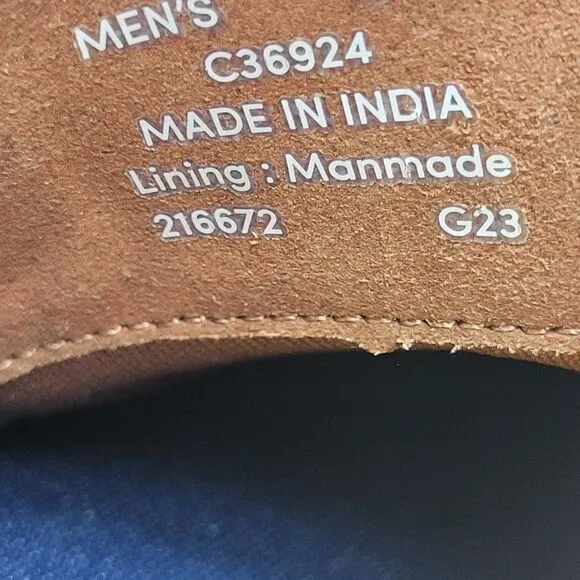 MEN'S
C36924
MADE IN INDIA
Lining : Manmade
216672 G23